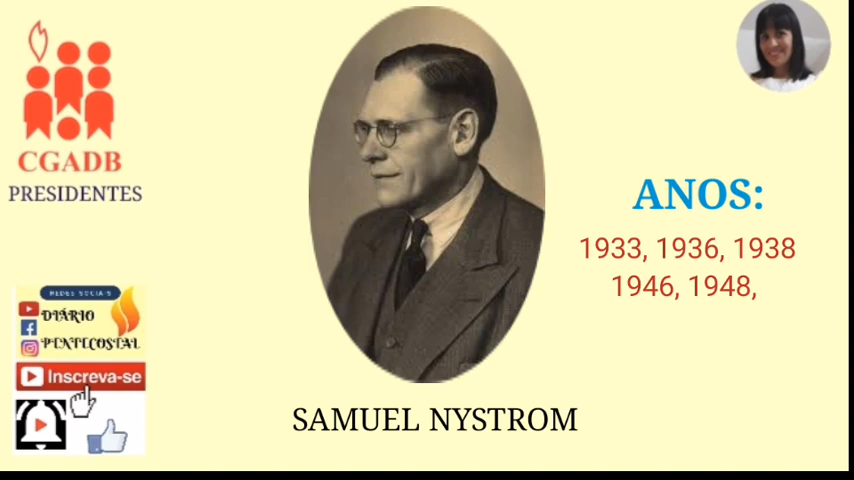 CGADB
PRESIDENTES
ANOS:
1933, 1936, 1938
1946, 1948,
REDES SOCIAIS
DIÁRIO
PENTECOSTAL
Inscreva-se
SAMUEL NYSTROM